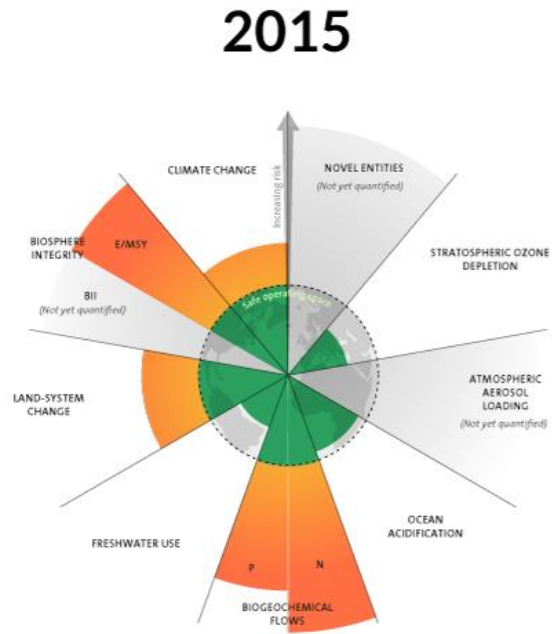 2015
CLIMATE CHANGE
NOVEL ENTITIES
(Not yet quantified)
Increasing risk
BIOSPHERE
INTEGRITY
E/MSY
STRATOSPHERIC OZONE
DEPLETION
BII
(Not yet quantified)
Safe operating space
LAND-SYSTEM
CHANGE
ATMOSPHERIC
AEROSOL
LOADING
(Not yet quantified)
FRESHWATER USE
OCEAN
ACIDIFICATION
P
N
BIOGEOCHEMICAL
FLOWS